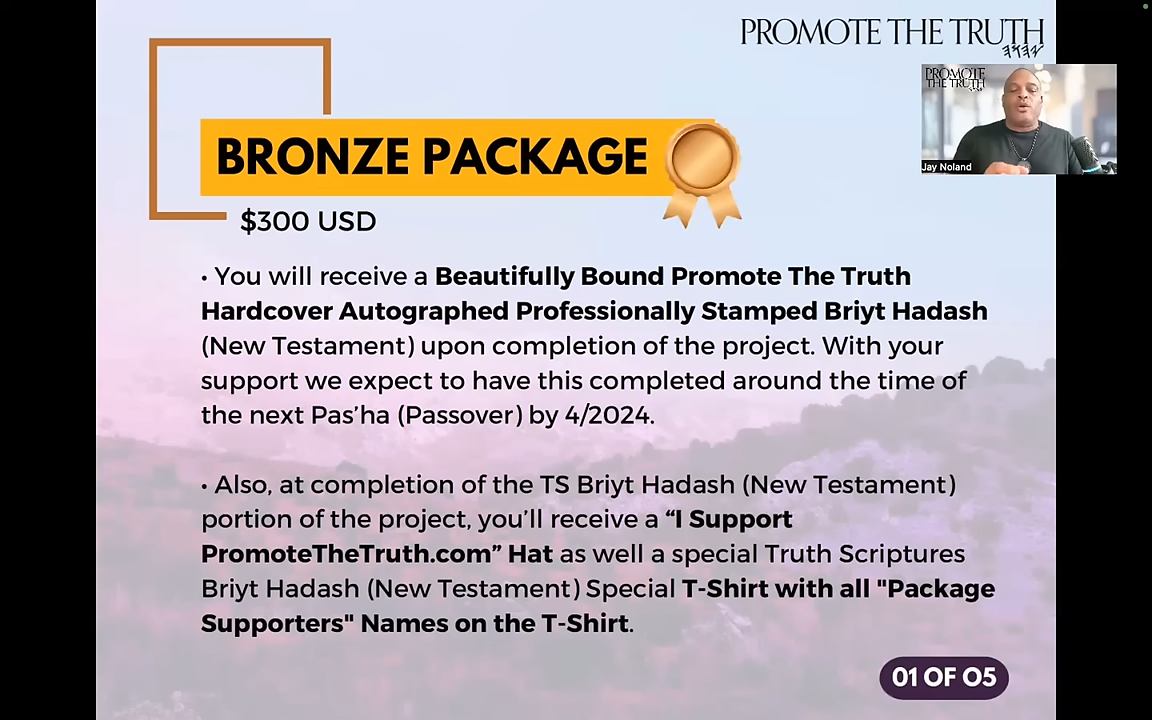 PROMOTE THE TRUTH
𐤉𐤄𐤅𐤄
PROMOTE
THE TRUTH
Jay Noland
BRONZE PACKAGE
$300 USD
• You will receive a Beautifully Bound Promote The Truth
Hardcover Autographed Professionally Stamped Briyt Hadash
(New Testament) upon completion of the project. With your
support we expect to have this completed around the time of
the next Pas’ha (Passover) by 4/2024.
• Also, at completion of the TS Briyt Hadash (New Testament)
portion of the project, you’ll receive a “I Support
PromoteTheTruth.com” Hat as well a special Truth Scriptures
Briyt Hadash (New Testament) Special T-Shirt with all "Package
Supporters" Names on the T-Shirt.
01 OF 05